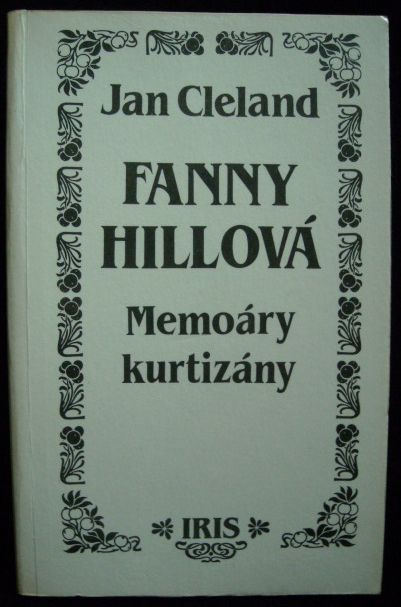 Jan Cleland
FANNY
HILLOVÁ
Memoáry
kurtizány
IRIS